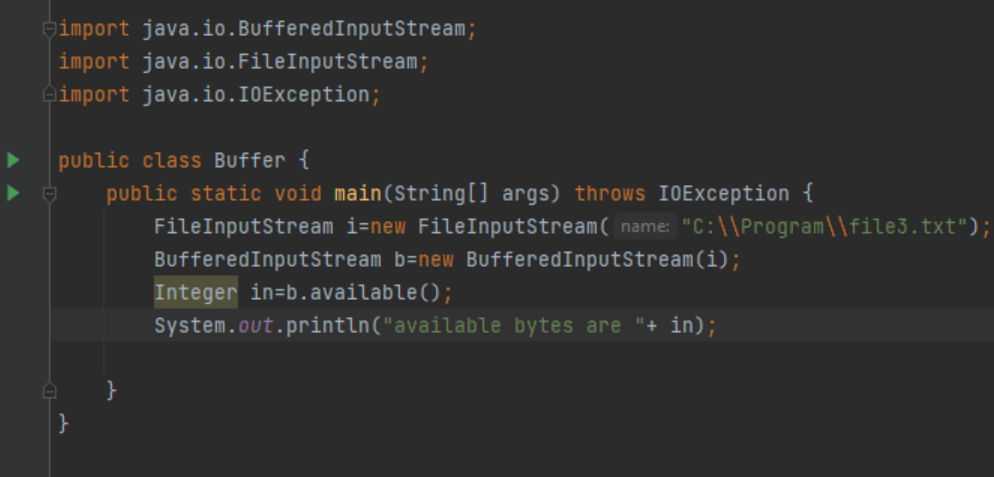 import java.io.BufferedInputStream;
import java.io.FileInputStream;
import java.io.IOException;
public class Buffer {
public static void main(String[] args) throws IOException {
FileInputStream i=new FileInputStream( name: "C:\\Program\\file3.txt");
BufferedInputStream b=new BufferedInputStream(i);
Integer in=b.available();
System.out.println("available bytes are "+ in);
}
}